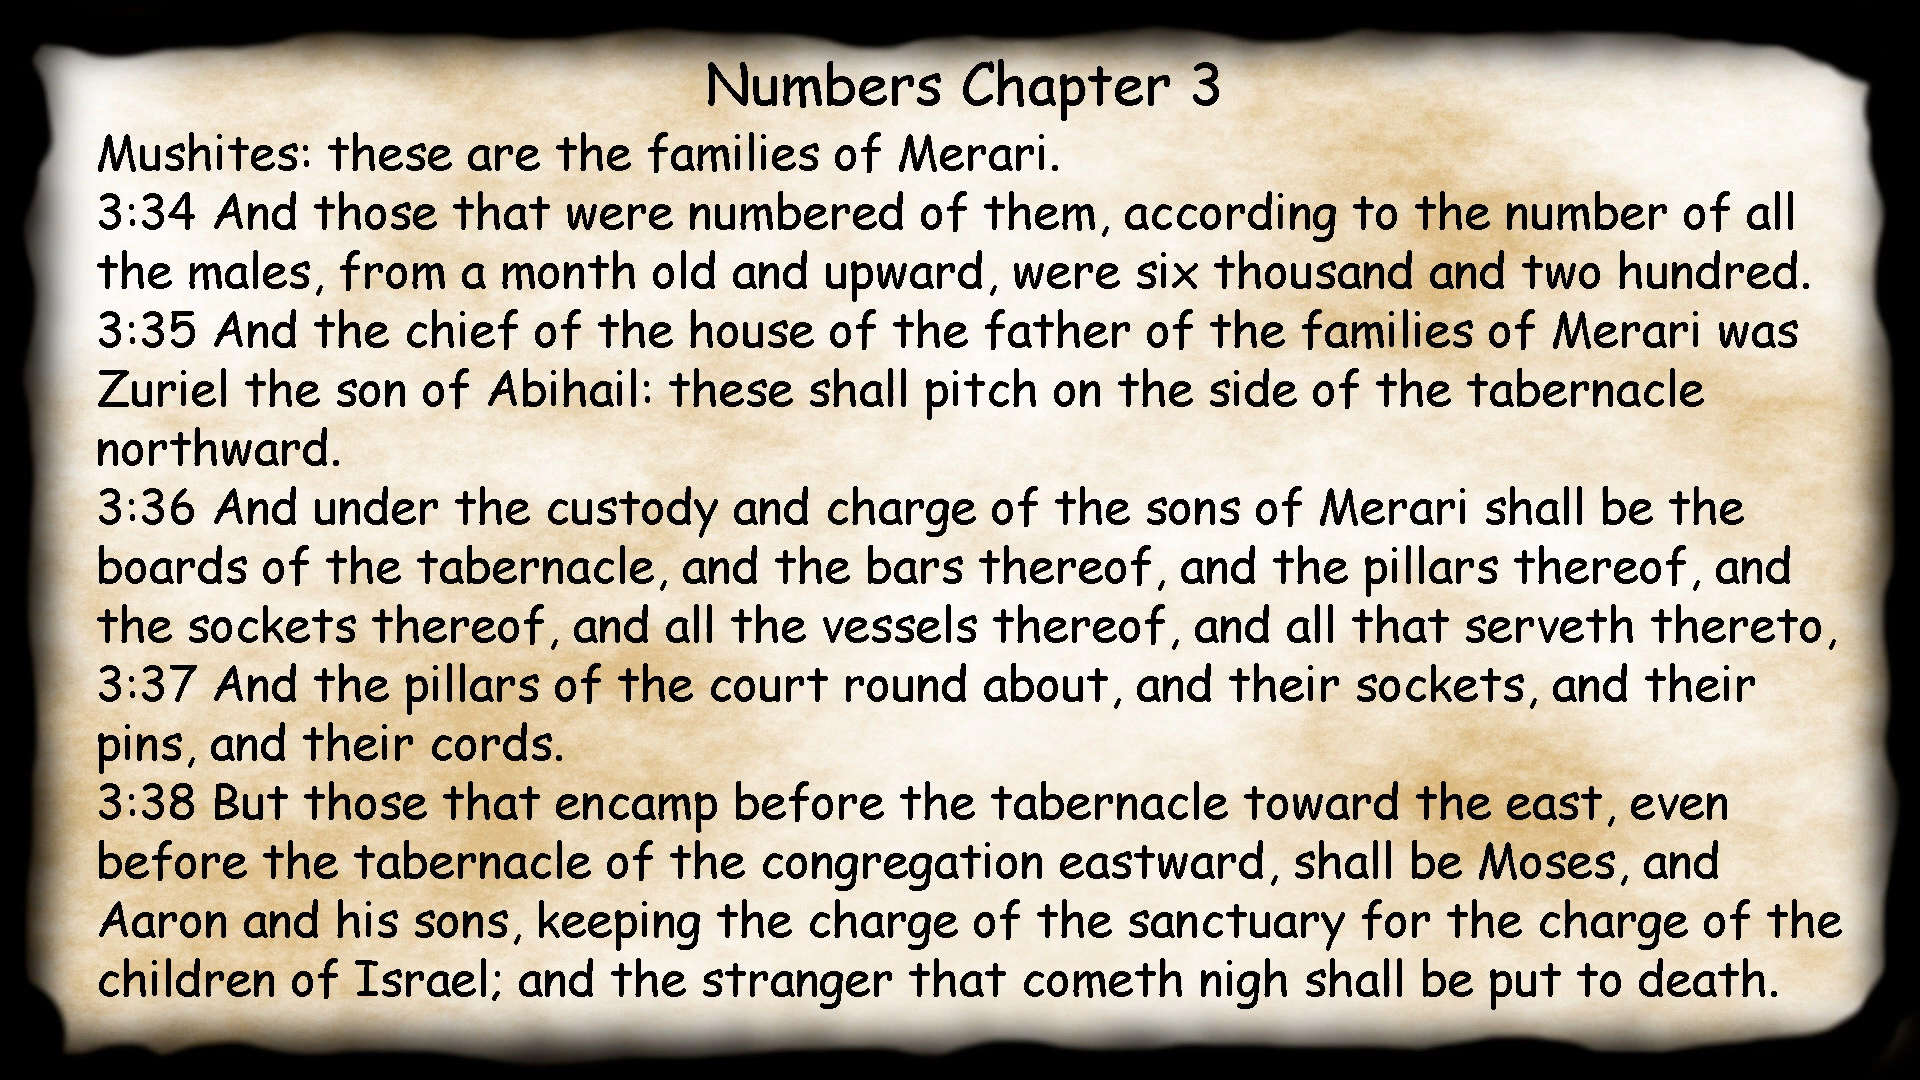 Numbers Chapter 3
Mushites: these are the families of Merari.
3:34 And those that were numbered of them, according to the number of all
the males, from a month old and upward, were six thousand and two hundred.
3:35 And the chief of the house of the father of the families of Merari was
Zuriel the son of Abihail: these shall pitch on the side of the tabernacle
northward.
3:36 And under the custody and charge of the sons of Merari shall be the
boards of the tabernacle, and the bars thereof, and the pillars thereof, and
the sockets thereof, and all the vessels thereof, and all that serveth thereto,
3:37 And the pillars of the court round about, and their sockets, and their
pins, and their cords.
3:38 But those that encamp before the tabernacle toward the east, even
before the tabernacle of the congregation eastward, shall be Moses, and
Aaron and his sons, keeping the charge of the sanctuary for the charge of the
children of Israel; and the stranger that cometh nigh shall be put to death.